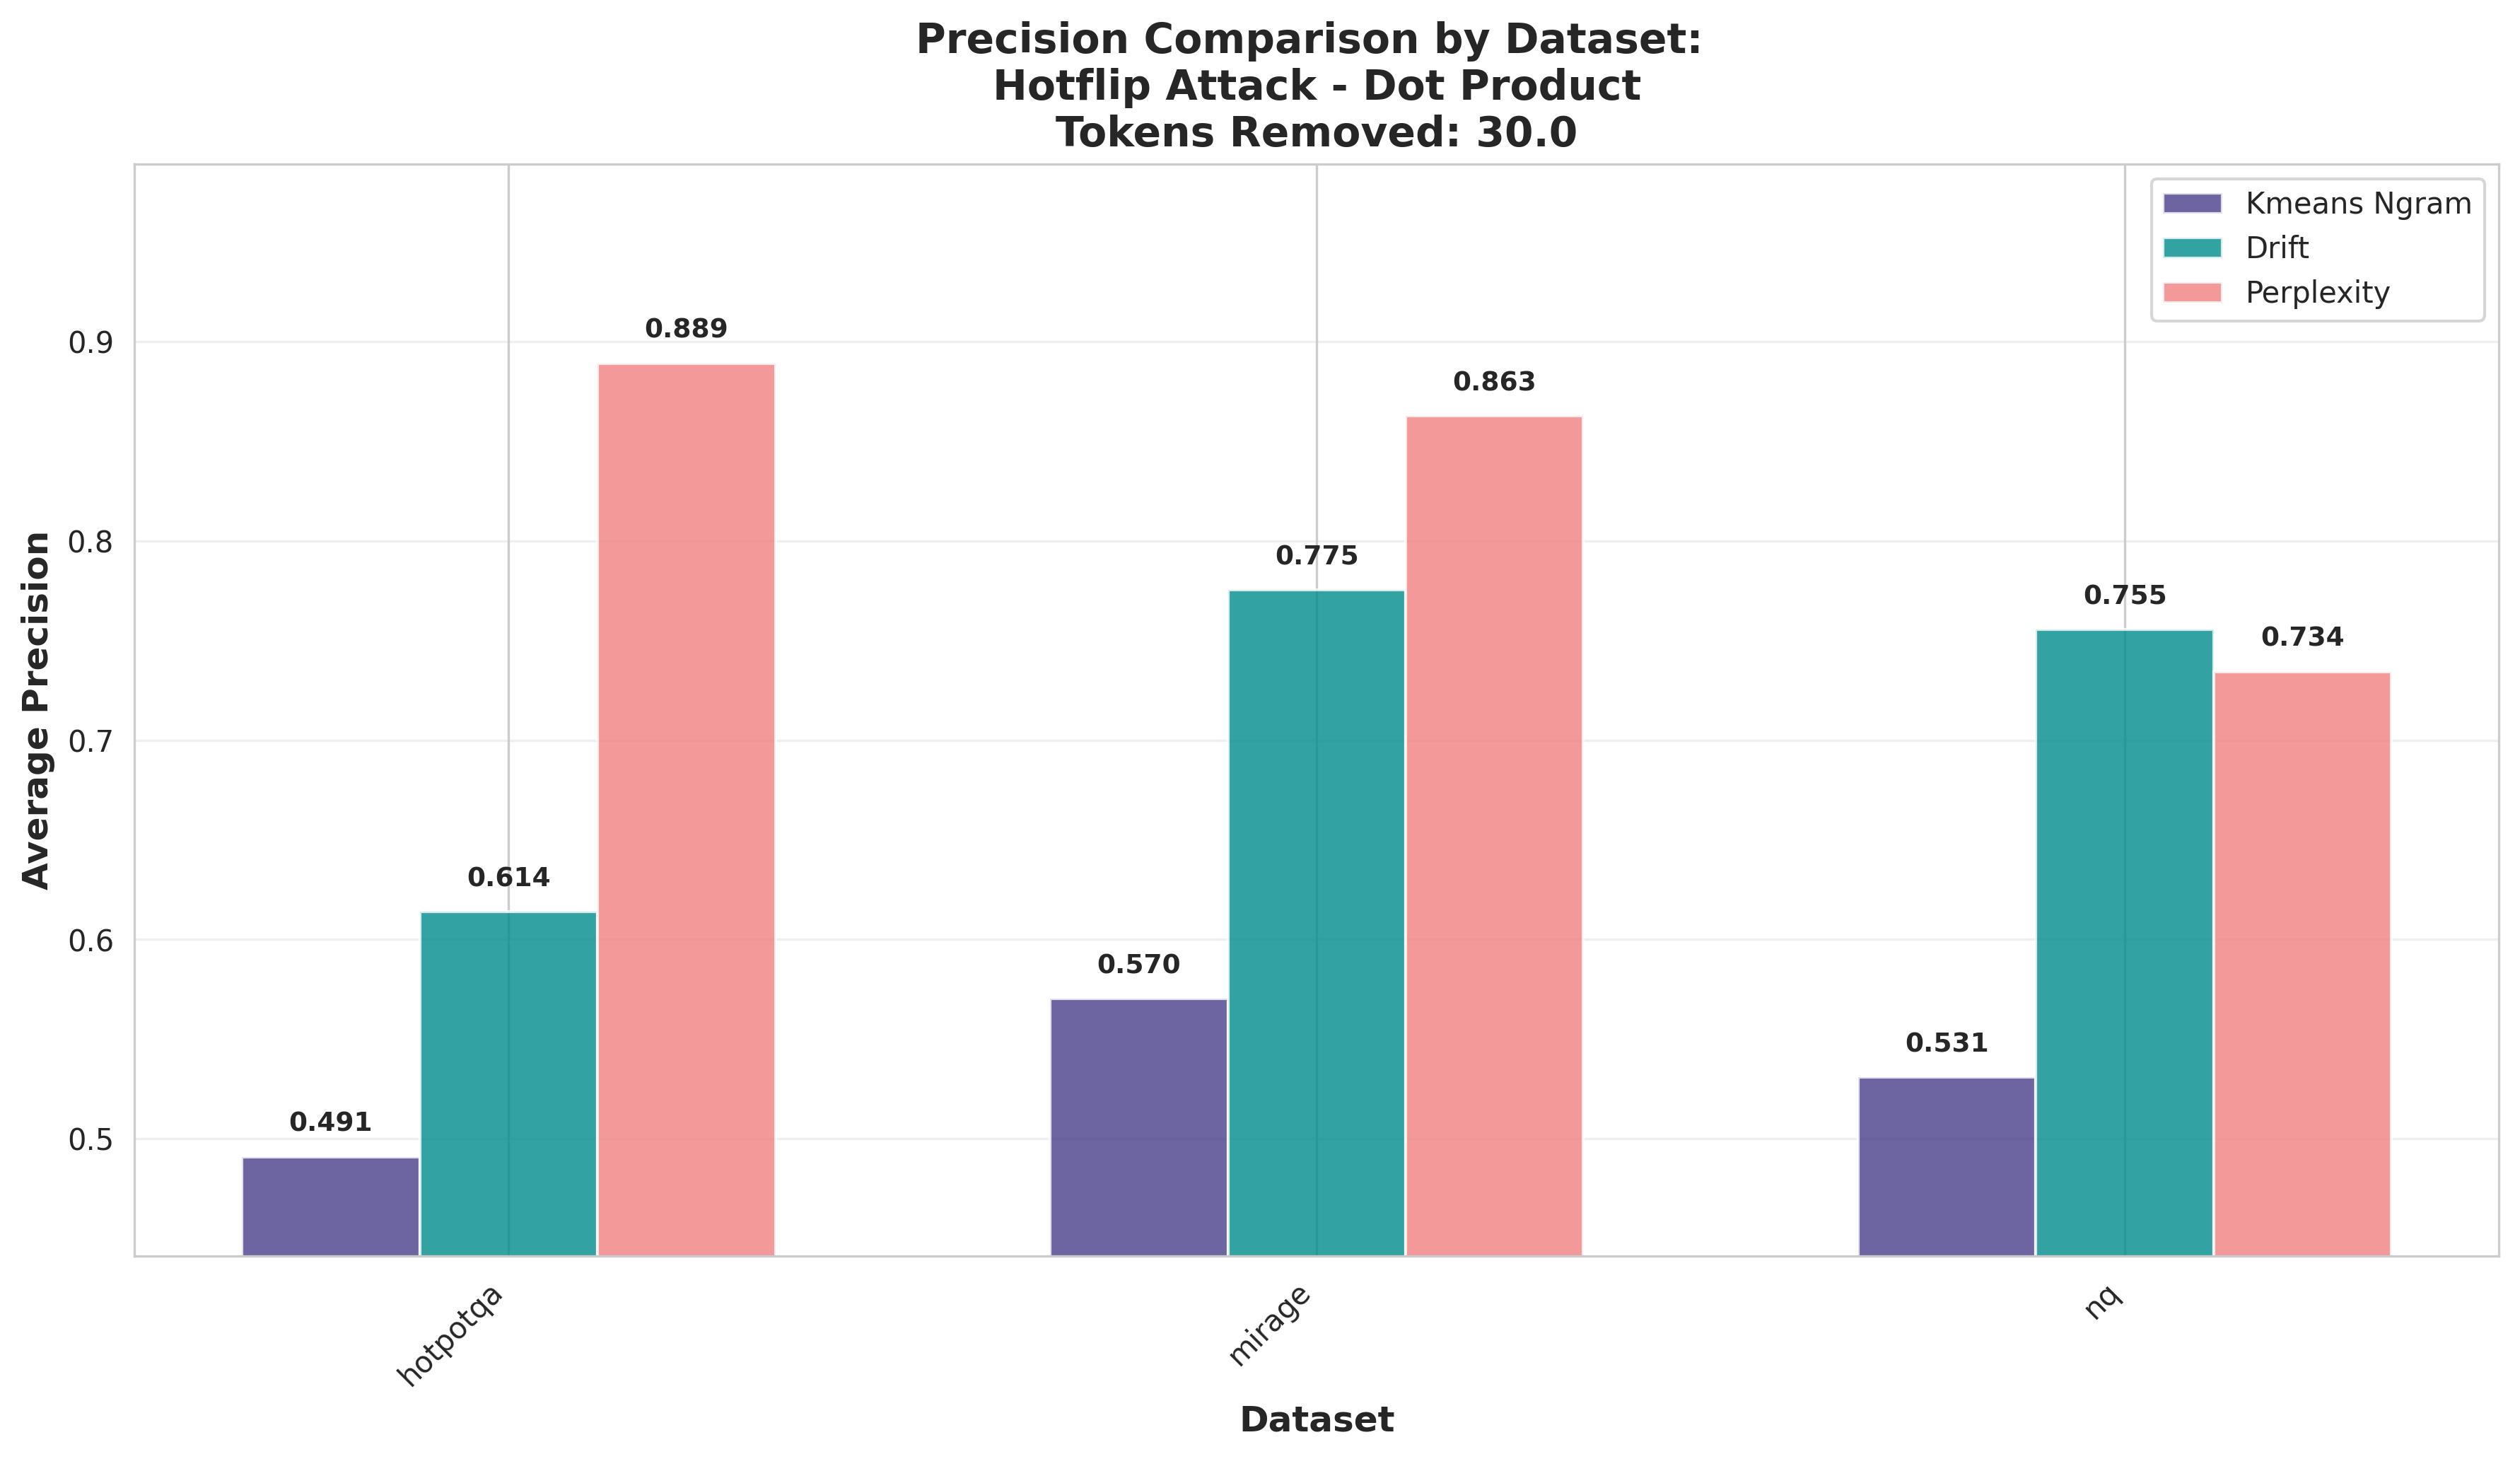 Precision Comparison by Dataset:
Hotflip Attack - Dot Product
Tokens Removed: 30.0
Kmeans Ngram
Drift
Perplexity
Average Precision
0.9
0.8
0.7
0.6
0.5
0.491
0.614
0.889
0.570
0.775
0.863
0.531
0.755
0.734
hotpotqa
mirage
nq
Dataset